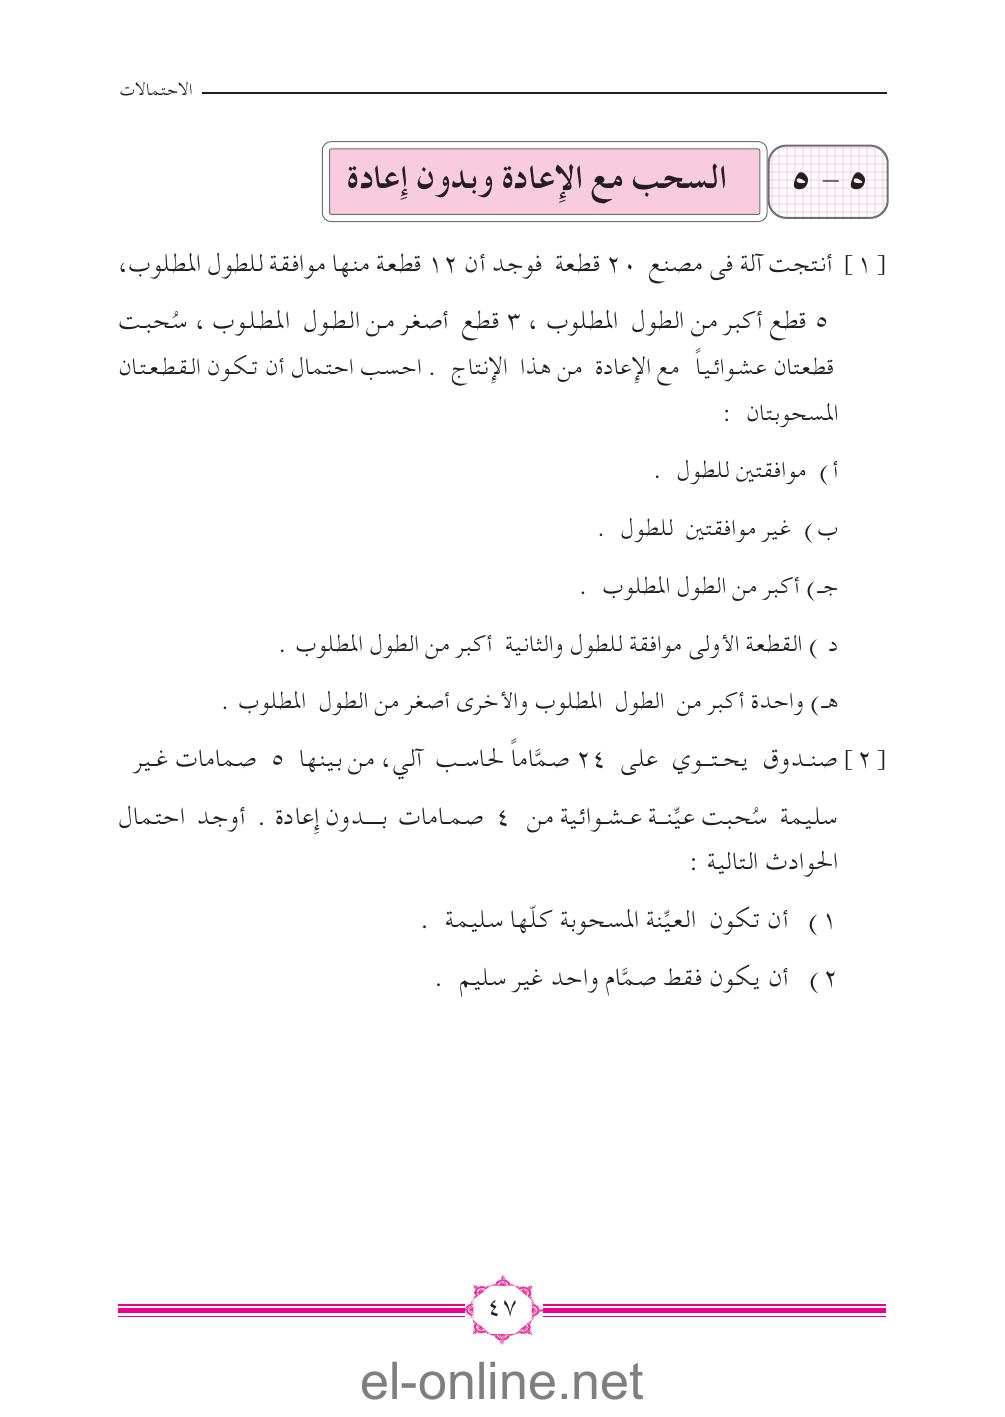 الاحتمالات
٥ – ٥
السحب مع الإعادة وبدون إعادة
[ ١ ] أنتجت آلة فى مصنع ٢٠ قطعة فوجد أن ١٢ قطعة منها موافقة للطول المطلوب،
٥ قطع أكبر من الطول المطلوب ، ٣ قطع أصغر من الطول المطلوب ، سُحبت
قطعتان عشوائياً مع الإعادة من هذا الإنتاج . احسب احتمال أن تكون القطعتان
المسحوبتان :
أ ) موافقتين للطول .
ب ) غير موافقتين للطول .
جـ) أكبر من الطول المطلوب .
د ) القطعة الأولى موافقة للطول والثانية أكبر من الطول المطلوب .
هـ) واحدة أكبر من الطول المطلوب والأخرى أصغر من الطول المطلوب .
[ ٢ ] صندوق يحتوي على ٢٤ صمَّاماً لحاسب آلي، من بينها ٥ صمامات غير
سليمة سُحبت عيِّنة عشوائية من ٤ صمامات بدون إعادة . أوجد احتمال
الحوادث التالية :
١ ) أن تكون العيِّنة المسحوبة كلّها سليمة .
٢ ) أن يكون فقط صمَّام واحد غير سليم .
٤٧
el-online.net